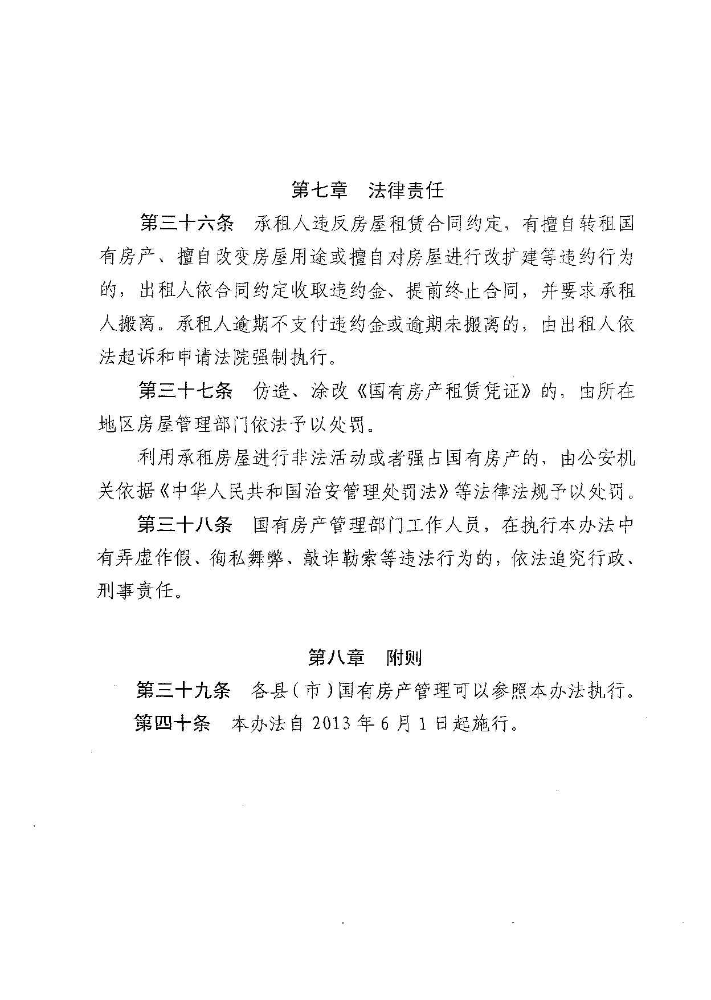 第七章　法律责任
第三十六条　承租人违反房屋租赁合同约定，有擅自转租国
有房产、擅自改变房屋用途或擅自对房屋进行改扩建等违约行为
的，出租人依合同约定收取违约金、提前终止合同，并要求承租
人搬离。承租人逾期不支付违约金或逾期未搬离的，由出租人依
法起诉和申请法院强制执行。
第三十七条　仿造、涂改《国有房产租赁凭证》的，由所在
地区房屋管理部门依法予以处罚。
利用承租房屋进行非法活动或者强占国有房产的，由公安机
关依据《中华人民共和国治安管理处罚法》等法律法规予以处罚。
第三十八条　国有房产管理部门工作人员，在执行本办法中
有弄虚作假、徇私舞弊、敲诈勒索等违法行为的，依法追究行政、
刑事责任。
第八章　附则
第三十九条　各县（市）国有房产管理可以参照本办法执行。
第四十条　本办法自 2013 年 6 月 1 日起施行。